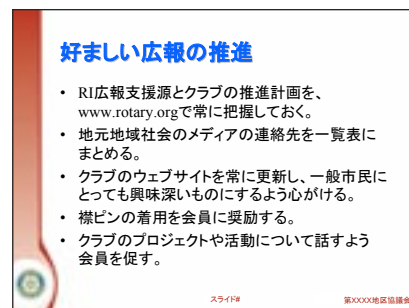 好ましい広報の推進
• RI広報支援源とクラブの推進計画を、
www.rotary.orgで常に把握しておく。
• 地元地域社会のメディアの連絡先を一覧表に
まとめる。
• クラブのウェブサイトを常に更新し、一般市民に
とっても興味深いものにするよう心がける。
• 襟ピンの着用を会員に奨励する。
• クラブのプロジェクトや活動について話すよう
会員を促す。
スライド#
第XXXX地区協議会